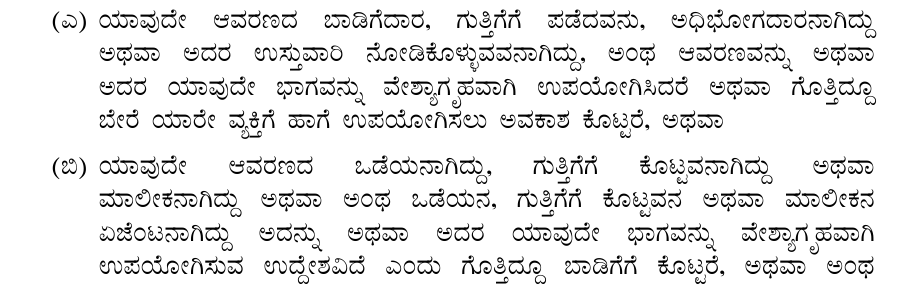 (ಎ) ಯಾವುದೇ ಆವರಣದ ಬಾಡಿಗೆದಾರ, ಗುತ್ತಿಗೆಗೆ ಪಡೆದವನು, ಅಧಿಭೋಗದಾರನಾಗಿದ್ದು
ಅಥವಾ ಅದರ ಉಸ್ತುವಾರಿ ನೋಡಿಕೊಳ್ಳುವವನಾಗಿದ್ದು, ಅಂಥ ಆವರಣವನ್ನು ಅಥವಾ
ಅದರ ಯಾವುದೇ ಭಾಗವನ್ನು ವೇಶ್ಯಾಗೃಹವಾಗಿ ಉಪಯೋಗಿಸಿದರೆ ಅಥವಾ ಗೊತ್ತಿದ್ದೂ
ಬೇರೆ ಯಾರೇ ವ್ಯಕ್ತಿಗೆ ಹಾಗೆ ಉಪಯೋಗಿಸಲು ಅವಕಾಶ ಕೊಟ್ಟರೆ, ಅಥವಾ
(ಬಿ) ಯಾವುದೇ ಆವರಣದ ಒಡೆಯನಾಗಿದ್ದು, ಗುತ್ತಿಗೆಗೆ ಕೊಟ್ಟವನಾಗಿದ್ದು ಅಥವಾ
ಮಾಲೀಕನಾಗಿದ್ದು ಅಥವಾ ಅಂಥ ಒಡೆಯನ, ಗುತ್ತಿಗೆಗೆ ಕೊಟ್ಟವನ ಅಥವಾ ಮಾಲೀಕನ
ಏಜೆಂಟನಾಗಿದ್ದು ಅದನ್ನು ಅಥವಾ ಅದರ ಯಾವುದೇ ಭಾಗವನ್ನು ವೇಶ್ಯಾಗೃಹವಾಗಿ
ಉಪಯೋಗಿಸುವ ಉದ್ದೇಶವಿದೆ ಎಂದು ಗೊತ್ತಿದ್ದೂ ಬಾಡಿಗೆಗೆ ಕೊಟ್ಟರೆ, ಅಥವಾ ಅಂಥ